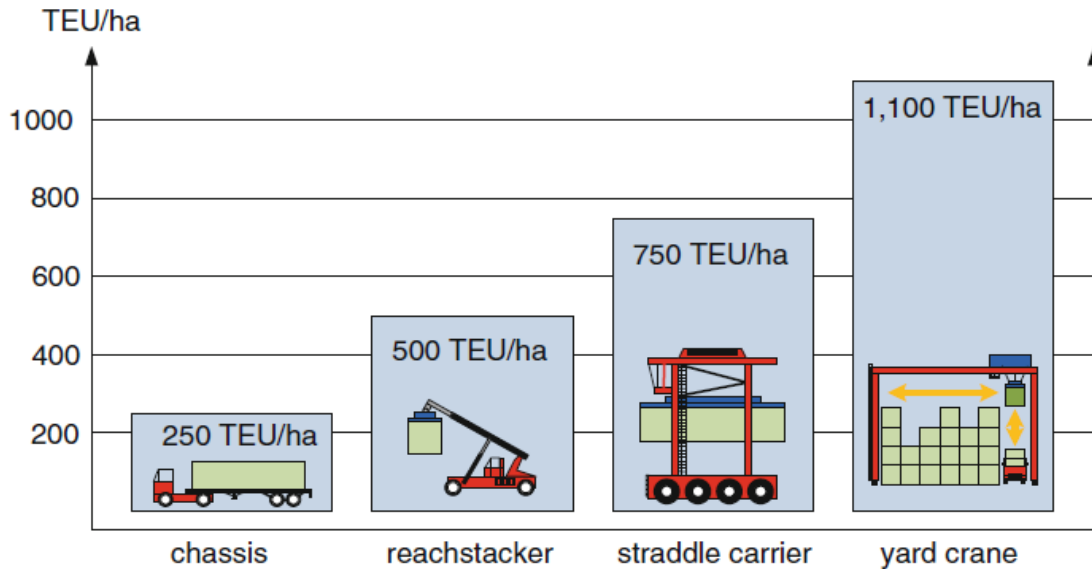 TEU/ha
1000
800
600
400
200
250 TEU/ha
500 TEU/ha
750 TEU/ha
1,100 TEU/ha
chassis
reachstacker
straddle carrier
yard crane